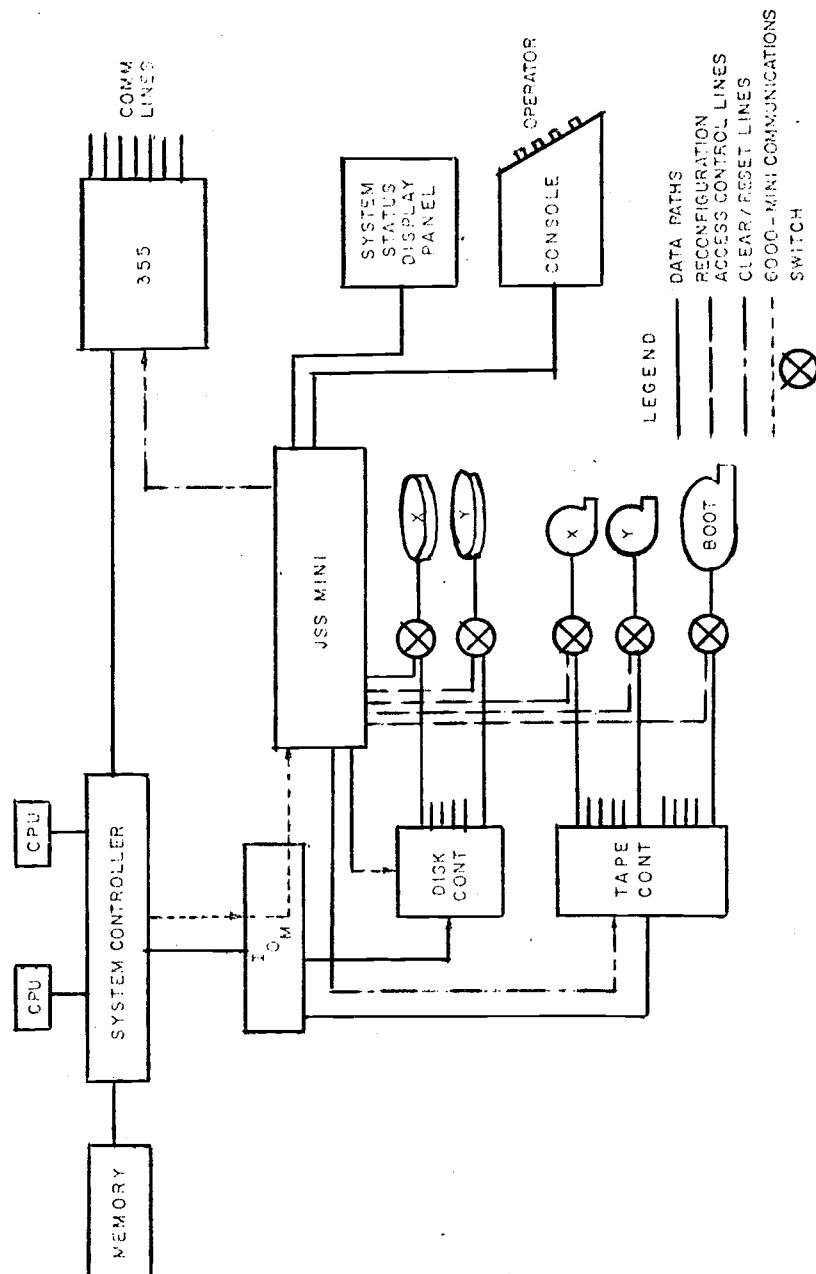 COMM
LINES
355
CPU
CPU
SYSTEM CONTROLLER
MEMORY
IOM
JSS MINI
SYSTEM
STATUS
DISPLAY
PANEL
OPERATOR
CONSOLE
X
Y
X
Y
BOOT
DISK
CONT
TAPE
CONT
LEGEND
DATA PATHS
RECONFIGURATION
ACCESS CONTROL LINES
CLEAR/RESET LINES
6000-MINI COMMUNICATIONS
SWITCH